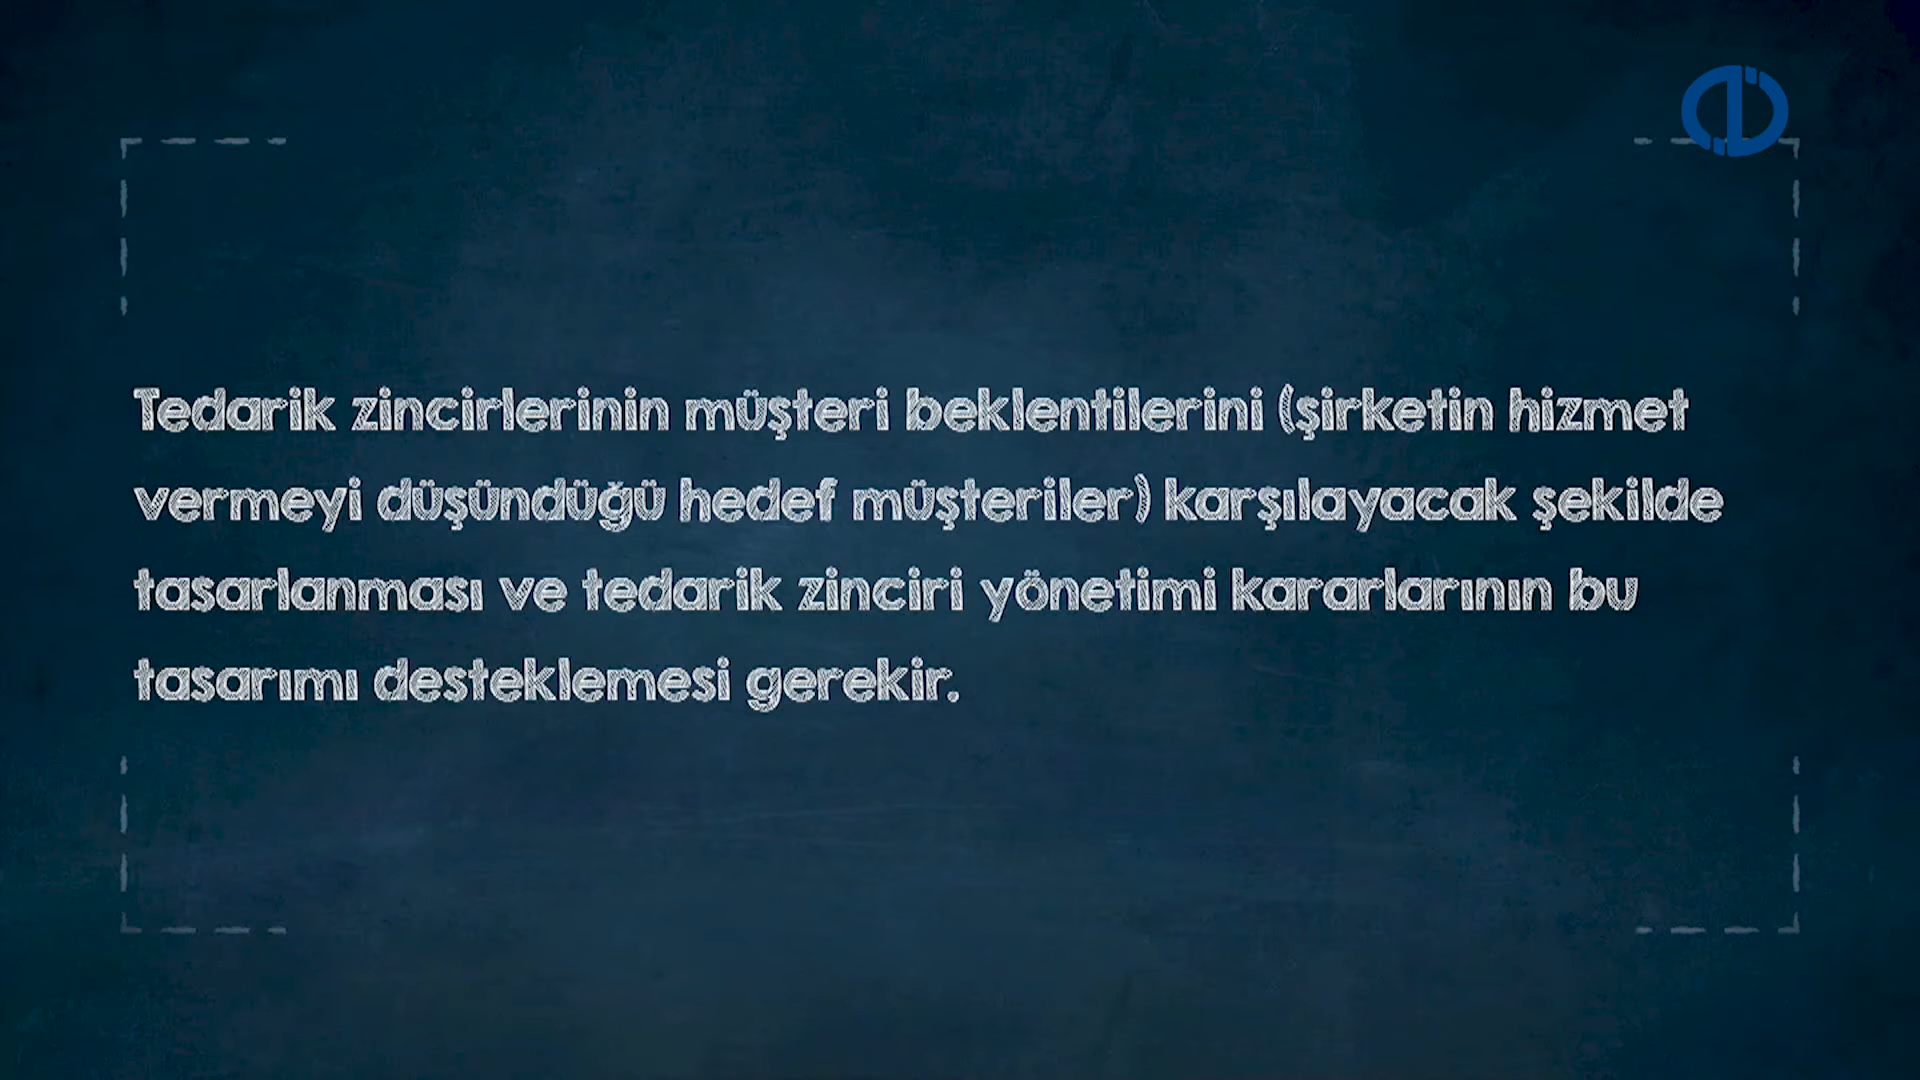 Tedarik zincirlerinin müşteri beklentilerini (şirketin hizmet
vermeyi düşündüğü hedef müşteriler) karşılayacak şekilde
tasarlanması ve tedarik zinciri yönetimi kararlarının bu
tasarımı desteklemesi gerekir.